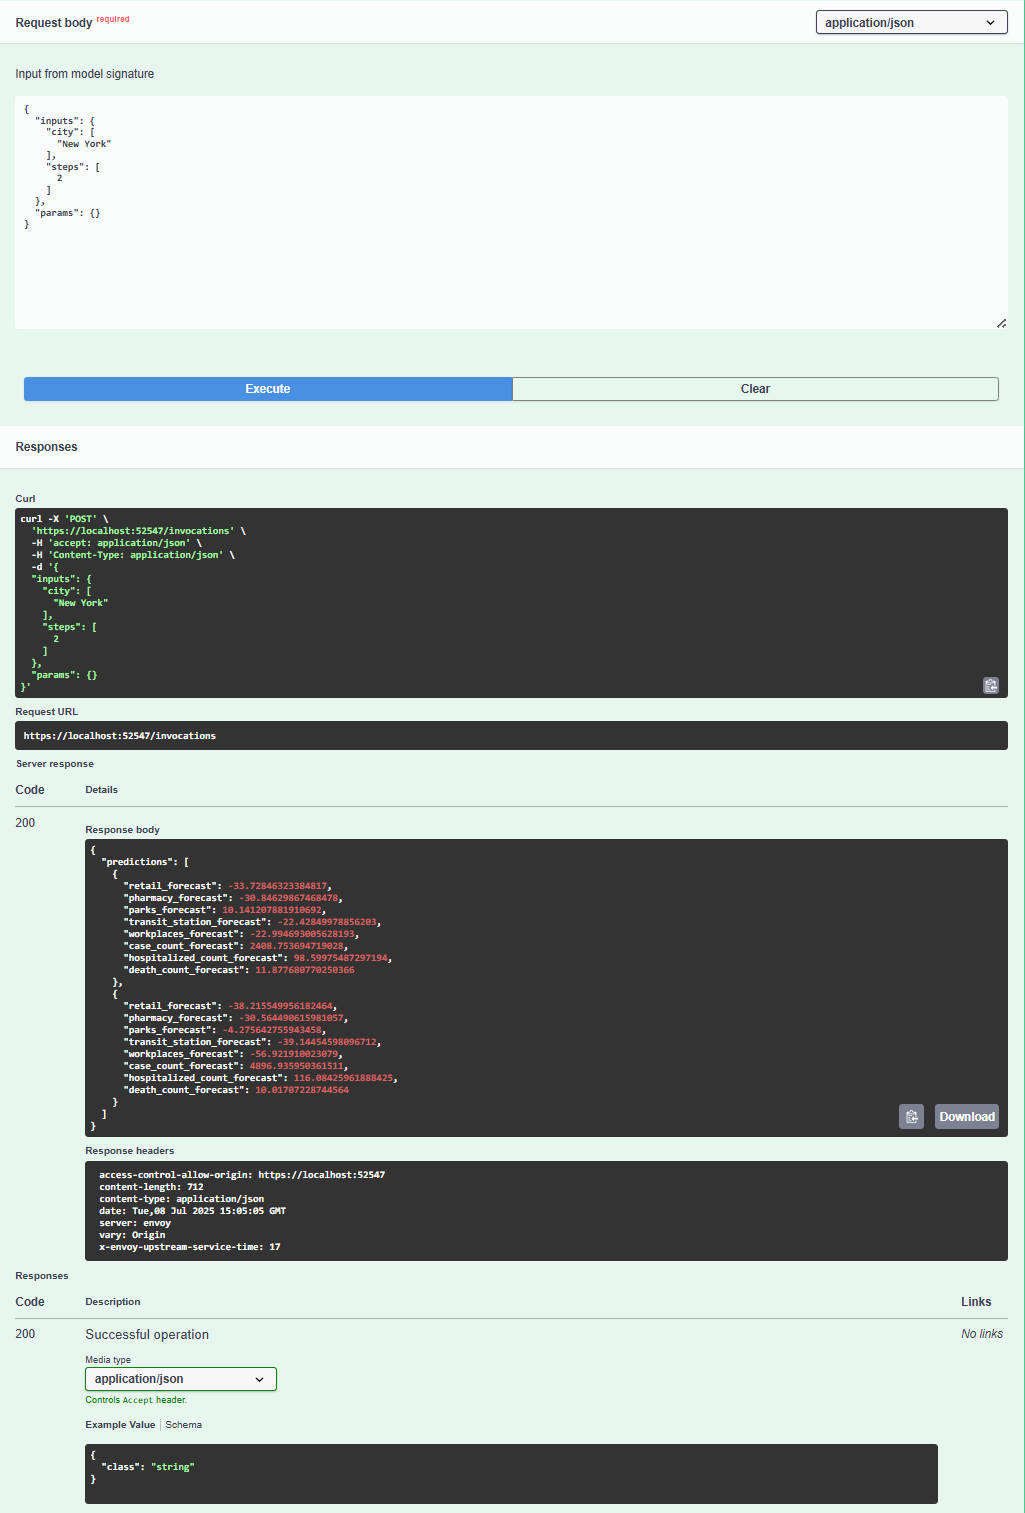 Request body required
application/json
Input from model signature
{
  "inputs": {
    "city": [
      "New York"
    ],
    "steps": [
      2
    ]
  },
  "params": {}
}
Execute
Clear
Responses
Curl
curl -X 'POST' \
  'https://localhost:52547/invocations' \
  -H 'accept: application/json' \
  -H 'Content-Type: application/json' \
  -d '{
  "inputs": {
    "city": [
      "New York"
    ],
    "steps": [
      2
    ]
  },
  "params": {}
}'
Request URL
https://localhost:52547/invocations
Server response
Code Details
200
Response body
{
  "predictions": [
    {
      "retail_forecast": -33.72846323384817,
      "pharmacy_forecast": -30.84629867468478,
      "parks_forecast": 10.141207881910692,
      "transit_station_forecast": -22.42849978856203,
      "workplaces_forecast": -22.994693005628193,
      "case_count_forecast": 2408.753694719028,
      "hospitalized_count_forecast": 98.59975487297194,
      "death_count_forecast": 11.877680770250366
    },
    {
      "retail_forecast": -38.215549956182464,
      "pharmacy_forecast": -30.564490615981057,
      "parks_forecast": -4.275642755943458,
      "transit_station_forecast": -39.14454598096712,
      "workplaces_forecast": -56.921910023079,
      "case_count_forecast": 4896.935950361511,
      "hospitalized_count_forecast": 116.08425961888425,
      "death_count_forecast": 10.01707228744564
    }
  ]
}
Download
Response headers
access-control-allow-origin: https://localhost:52547
content-length: 712
content-type: application/json
date: Tue,08 Jul 2025 15:05:05 GMT
server: envoy
vary: Origin
x-envoy-upstream-service-time: 17
Responses
Code Description Links
200 Successful operation No links
Media type
application/json
Controls Accept header.
Example Value Schema
{
  "class": "string"
}